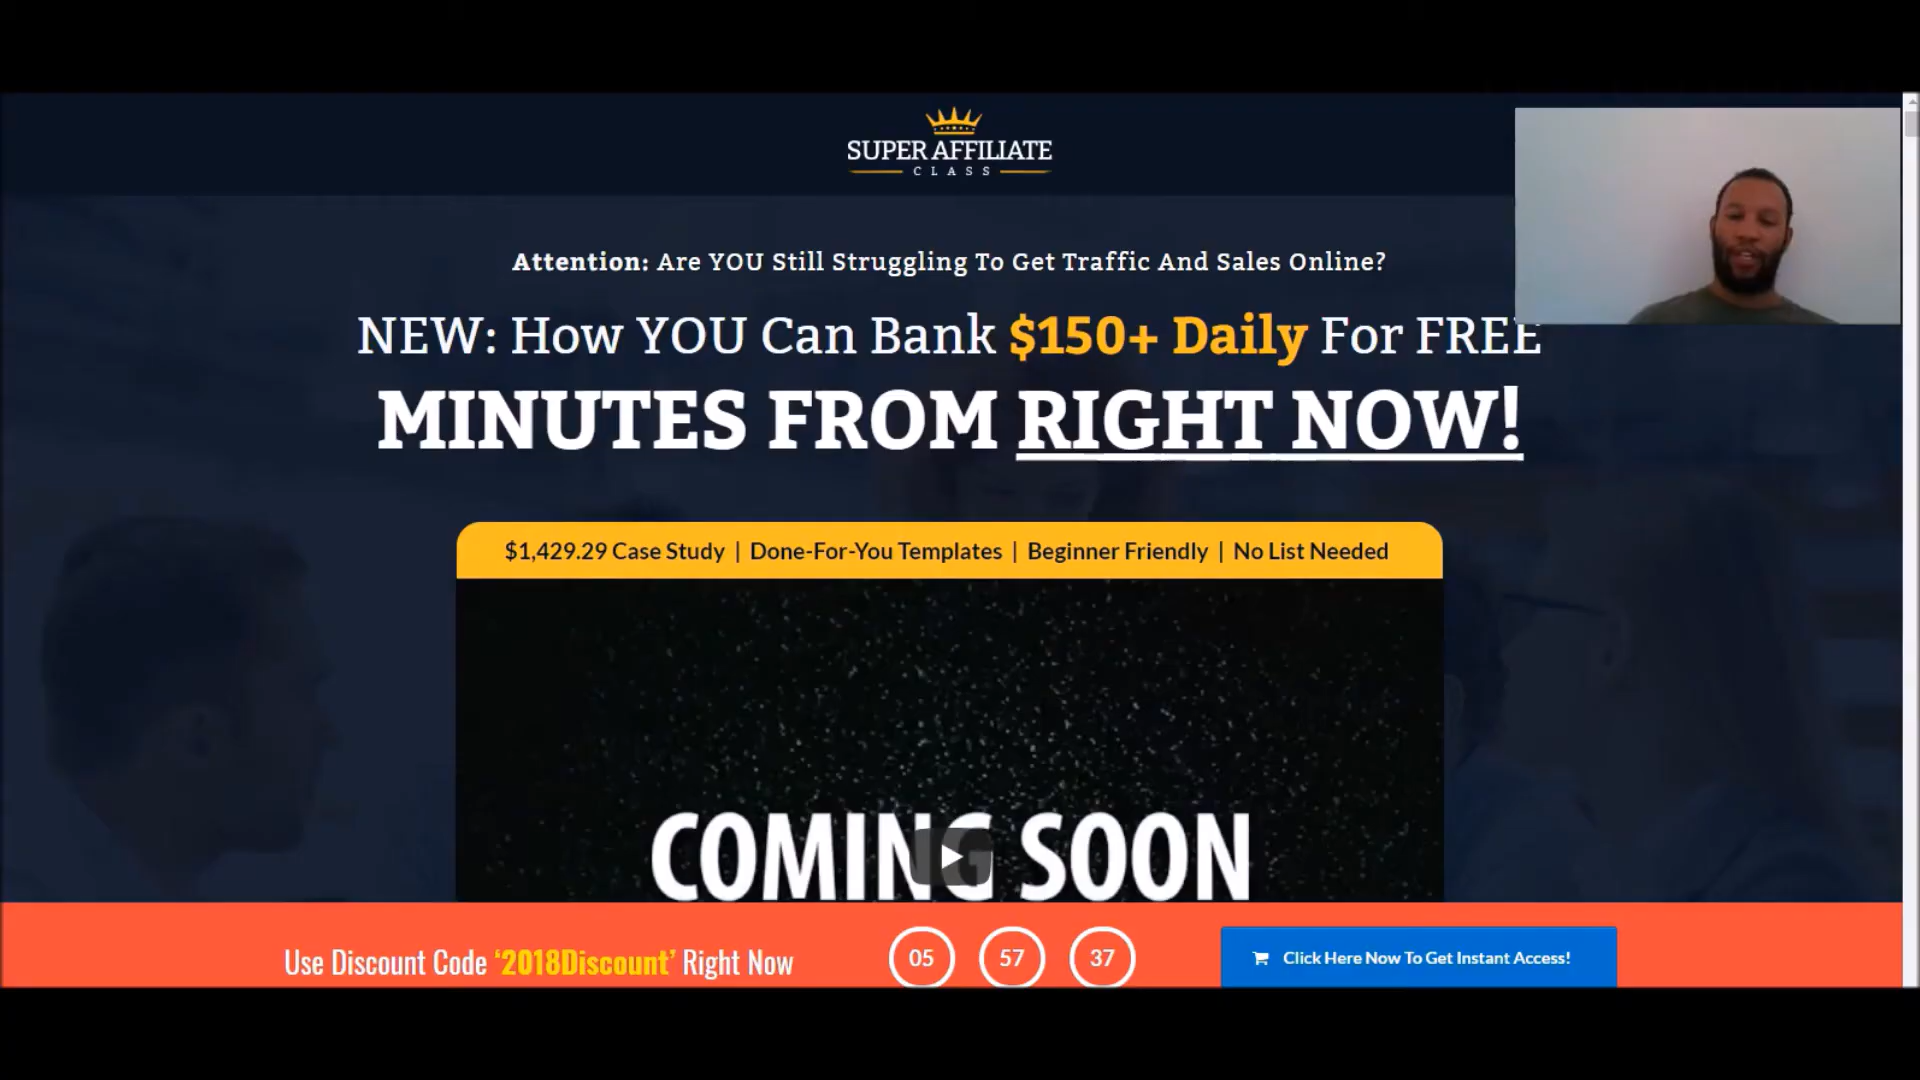 SUPER AFFILIATE
CLASS
Attention: Are YOU Still Struggling To Get Traffic And Sales Online?
NEW: How YOU Can Bank $150+ Daily For FREE
MINUTES FROM RIGHT NOW!
$1,429.29 Case Study | Done-For-You Templates | Beginner Friendly | No List Needed
COMING SOON
Use Discount Code ‘2018Discount’ Right Now
05 57 37
Click Here Now To Get Instant Access!